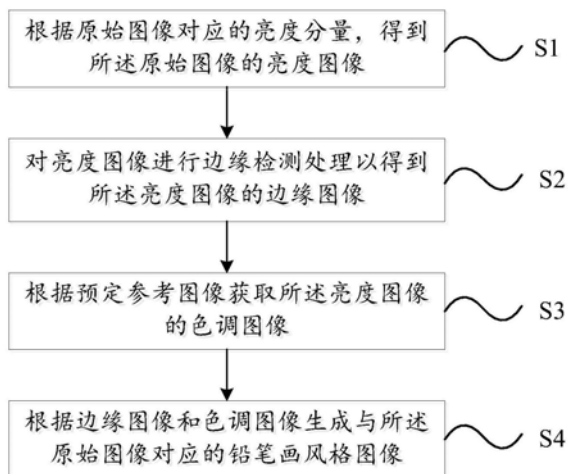 根据原始图像对应的亮度分量，得到
所述原始图像的亮度图像
S1
对亮度图像进行边缘检测处理以得到
所述亮度图像的边缘图像
S2
根据预定参考图像获取所述亮度图像
的色调图像
S3
根据边缘图像和色调图像生成与所述
原始图像对应的铅笔画风格图像
S4